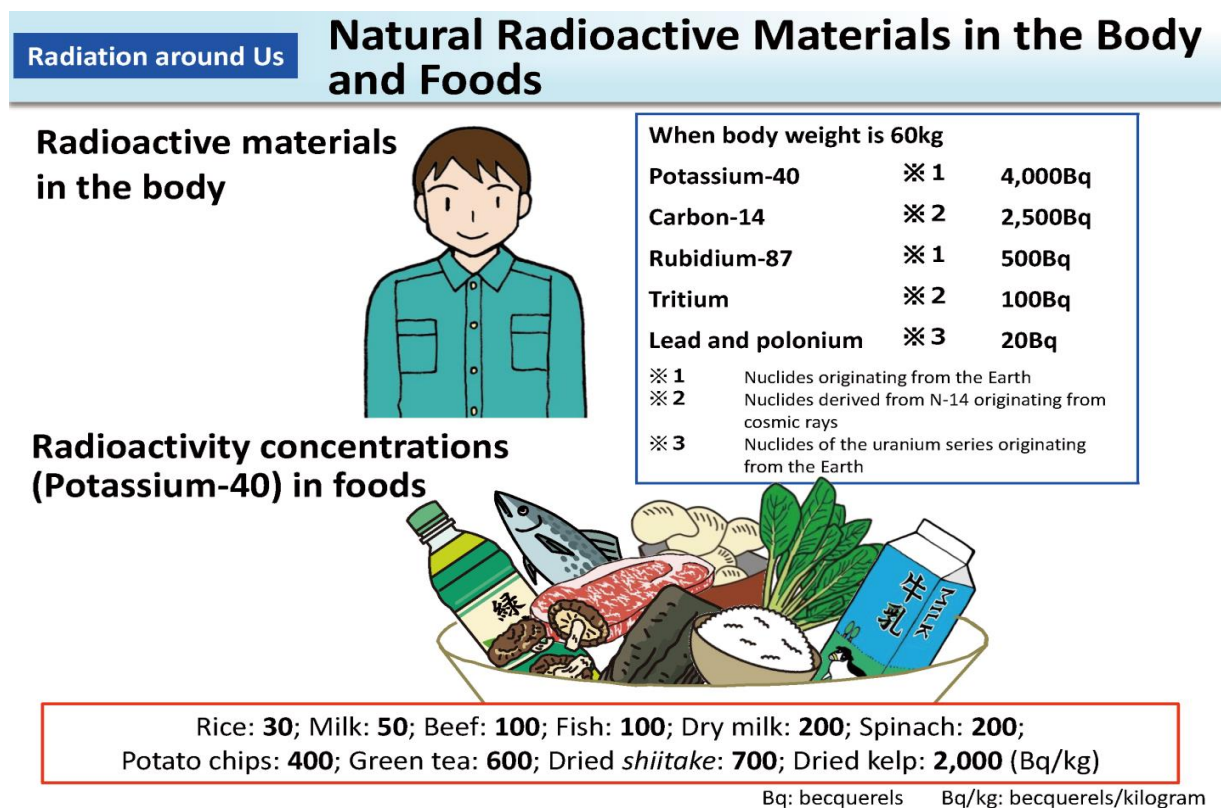 Radiation around Us
Natural Radioactive Materials in the Body
and Foods
Radioactive materials
in the body
When body weight is 60kg
Potassium-40 ※1 4,000Bq
Carbon-14 ※2 2,500Bq
Rubidium-87 ※1 500Bq
Tritium ※2 100Bq
Lead and polonium ※3 20Bq
※1 Nuclides originating from the Earth
※2 Nuclides derived from N-14 originating from
cosmic rays
※3 Nuclides of the uranium series originating
from the Earth
Radioactivity concentrations
(Potassium-40) in foods
緑
牛乳
MILK
Rice: 30; Milk: 50; Beef: 100; Fish: 100; Dry milk: 200; Spinach: 200;
Potato chips: 400; Green tea: 600; Dried shiitake: 700; Dried kelp: 2,000 (Bq/kg)
Bq: becquerels Bq/kg: becquerels/kilogram